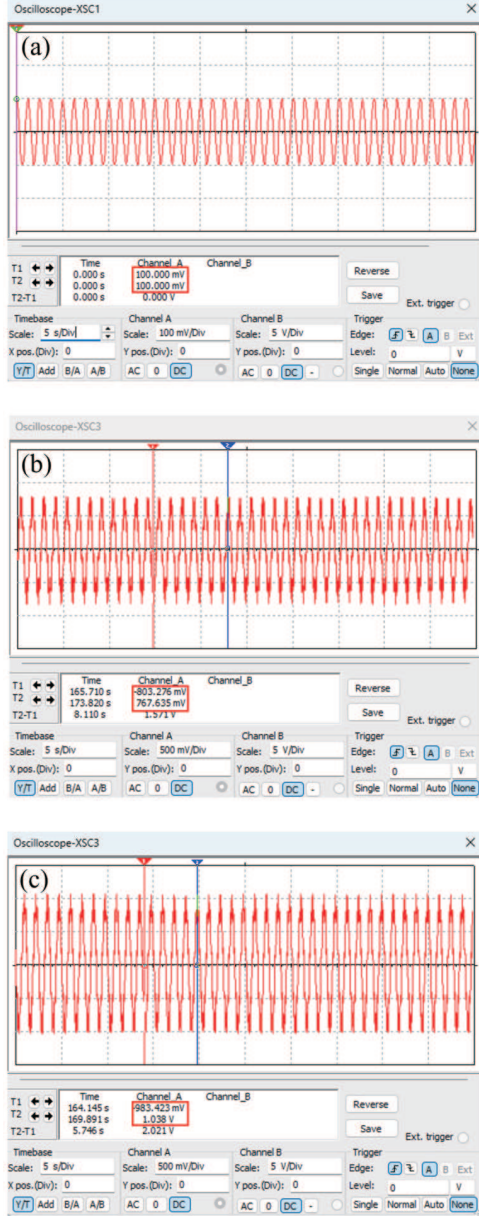 Oscilloscope-XSC1 ×
(a)
Time Channel_A Channel_B
T1 0.000 s 100.000 mV
T2 0.000 s 100.000 mV
T2-T1 0.000 s 0.000 V
Reverse
Save
Ext. trigger
Timebase Channel A Channel B Trigger
Scale: 5 s/Div Scale: 100 mV/Div Scale: 5 V/Div Edge: A B Ext
X pos.(Div): 0 Y pos.(Div): 0 Y pos.(Div): 0 Level: 0 V
Y/T Add B/A A/B AC 0 DC AC 0 DC - Single Normal Auto None
Oscilloscope-XSC3 ×
(b)
Time Channel_A Channel_B
T1 165.710 s -803.276 mV
T2 173.820 s 767.635 mV
T2-T1 8.110 s 1.571 V
Reverse
Save
Ext. trigger
Timebase Channel A Channel B Trigger
Scale: 5 s/Div Scale: 500 mV/Div Scale: 5 V/Div Edge: A B Ext
X pos.(Div): 0 Y pos.(Div): 0 Y pos.(Div): 0 Level: 0 V
Y/T Add B/A A/B AC 0 DC AC 0 DC - Single Normal Auto None
Oscilloscope-XSC3 ×
(c)
Time Channel_A Channel_B
T1 164.145 s -983.423 mV
T2 169.891 s 1.038 V
T2-T1 5.746 s 2.021 V
Reverse
Save
Ext. trigger
Timebase Channel A Channel B Trigger
Scale: 5 s/Div Scale: 500 mV/Div Scale: 5 V/Div Edge: A B Ext
X pos.(Div): 0 Y pos.(Div): 0 Y pos.(Div): 0 Level: 0 V
Y/T Add B/A A/B AC 0 DC AC 0 DC - Single Normal Auto None